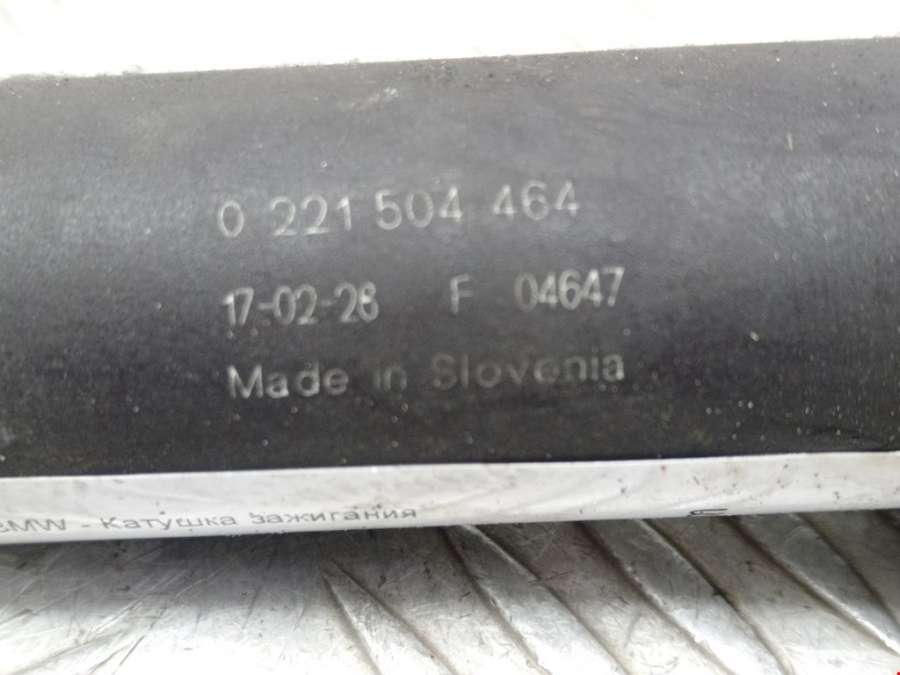 0 221 504 464
17-02-28 F 04647
Made in Slovenia
BMW - Катушка зажигания